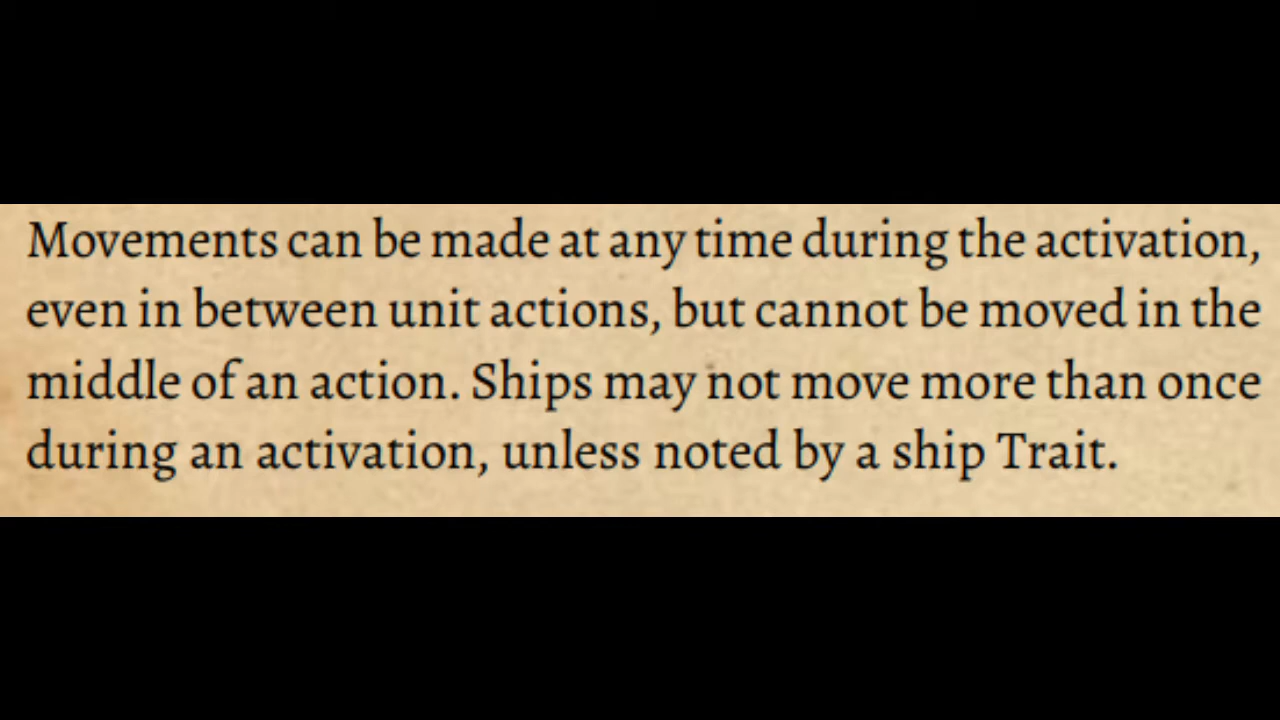 Movements can be made at any time during the activation,
even in between unit actions, but cannot be moved in the
middle of an action. Ships may not move more than once
during an activation, unless noted by a ship Trait.